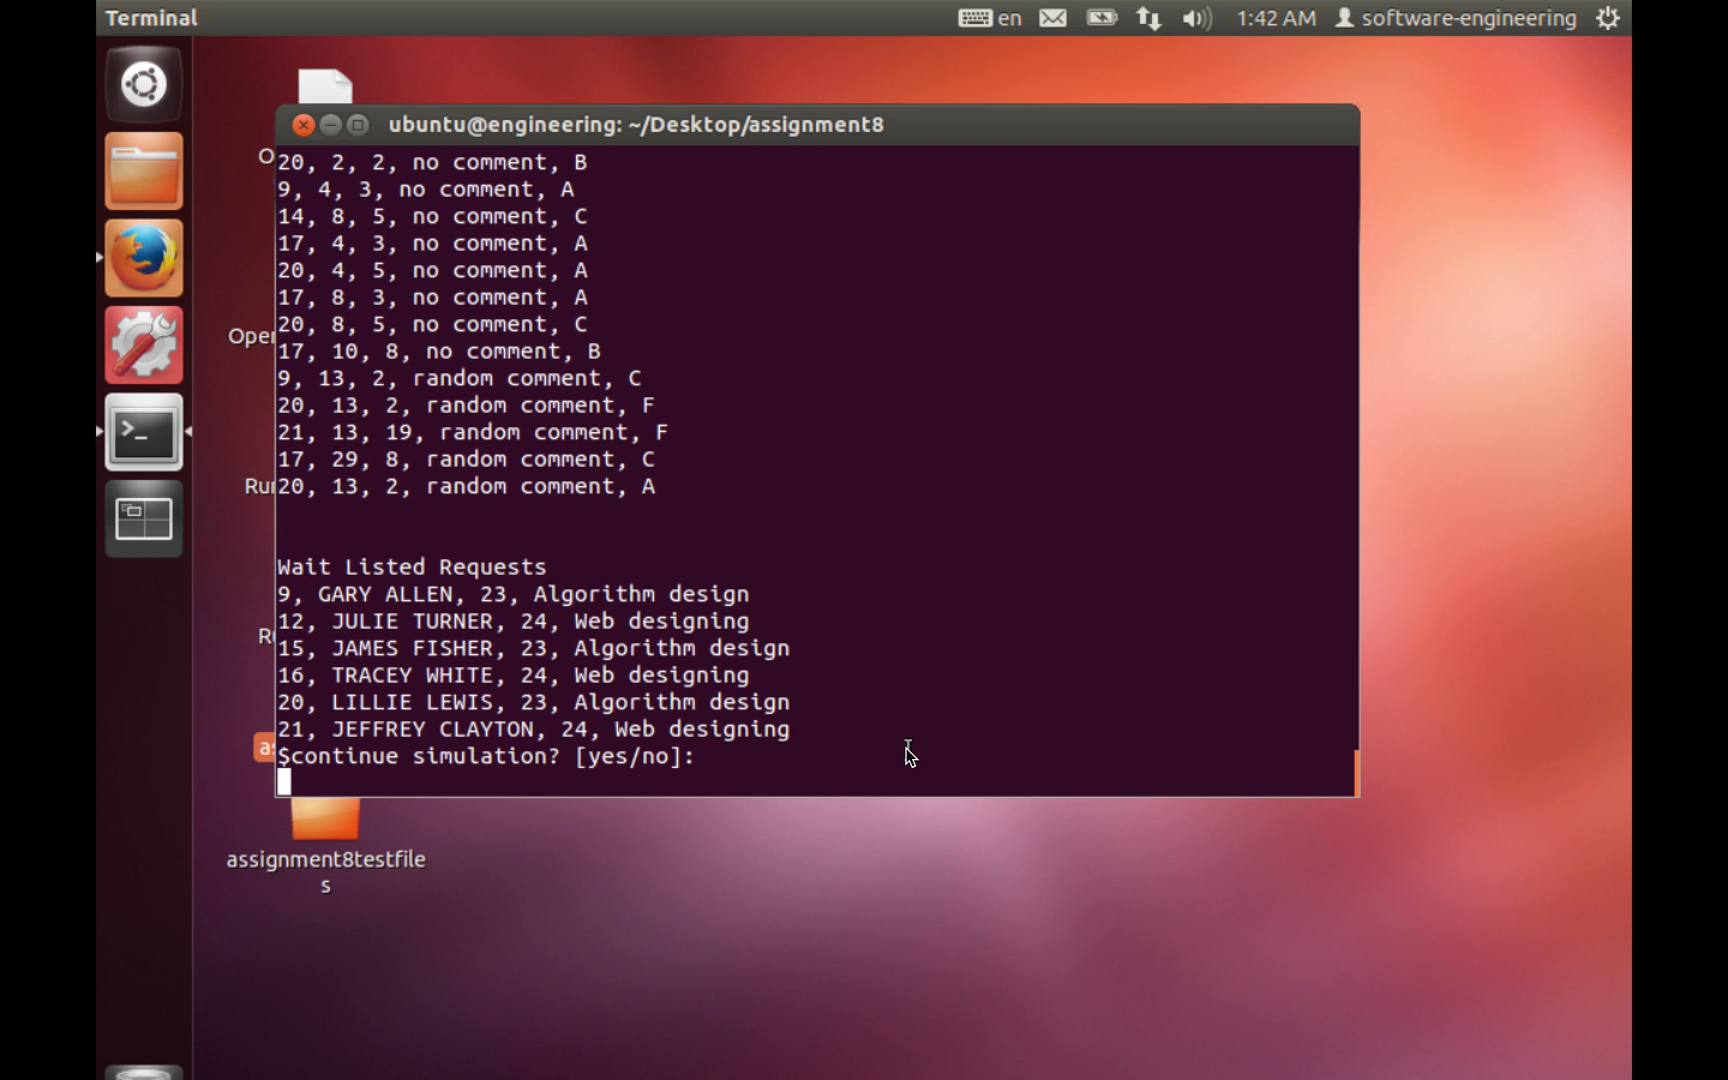 Terminal
en
1:42 AM
software-engineering
ubuntu@engineering: ~/Desktop/assignment8
20, 2, 2, no comment, B
9, 4, 3, no comment, A
14, 8, 5, no comment, C
17, 4, 3, no comment, A
20, 4, 5, no comment, A
17, 8, 3, no comment, A
20, 8, 5, no comment, C
17, 10, 8, no comment, B
9, 13, 2, random comment, C
20, 13, 2, random comment, F
21, 13, 19, random comment, F
17, 29, 8, random comment, C
20, 13, 2, random comment, A
Wait Listed Requests
9, GARY ALLEN, 23, Algorithm design
12, JULIE TURNER, 24, Web designing
15, JAMES FISHER, 23, Algorithm design
16, TRACEY WHITE, 24, Web designing
20, LILLIE LEWIS, 23, Algorithm design
21, JEFFREY CLAYTON, 24, Web designing
$continue simulation? [yes/no]:
assignment8testfile
s